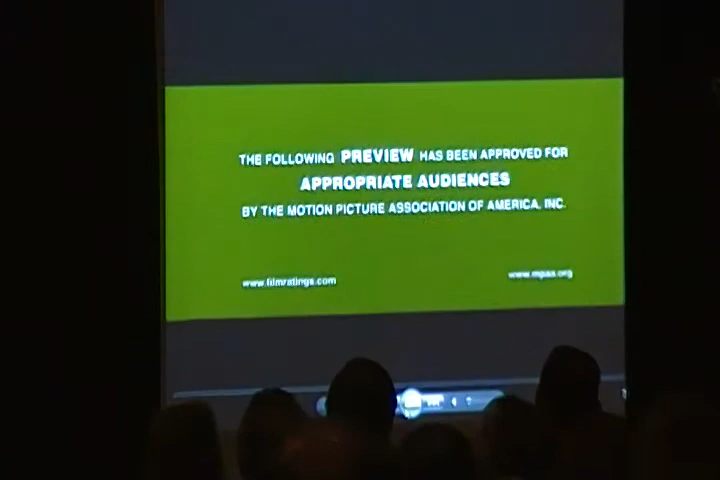 THE FOLLOWING PREVIEW HAS BEEN APPROVED FOR
APPROPRIATE AUDIENCES
BY THE MOTION PICTURE ASSOCIATION OF AMERICA, INC.
www.filmratings.com
www.mpaa.org